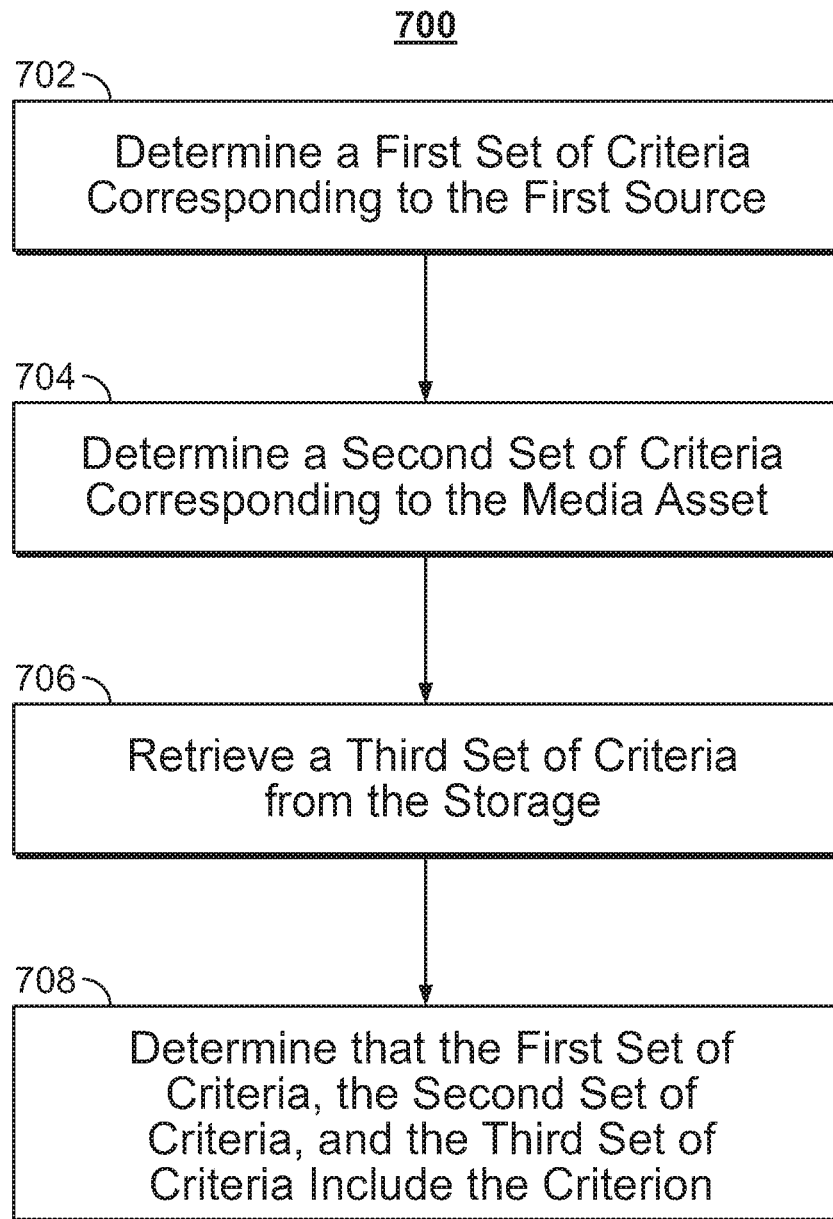 700
702
Determine a First Set of Criteria
Corresponding to the First Source
704
Determine a Second Set of Criteria
Corresponding to the Media Asset
706
Retrieve a Third Set of Criteria
from the Storage
708
Determine that the First Set of
Criteria, the Second Set of
Criteria, and the Third Set of
Criteria Include the Criterion